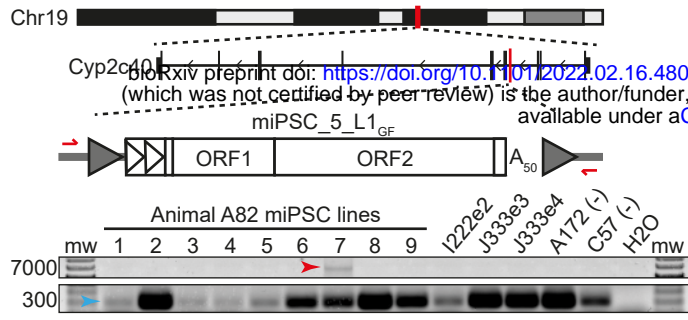 Chr19
Cyp2c40
bioRxiv preprint doi: https://doi.org/10.1101/2022.02.16.480
(which was not certified by peer review) is the author/funder,
available under aC
miPSC_5_L1GF
ORF1 ORF2 A50
Animal A82 miPSC lines
mw 1 2 3 4 5 6 7 8 9 I222e2 J333e3 J333e4 A172 (-) C57 (-) H2O mw
7000
300